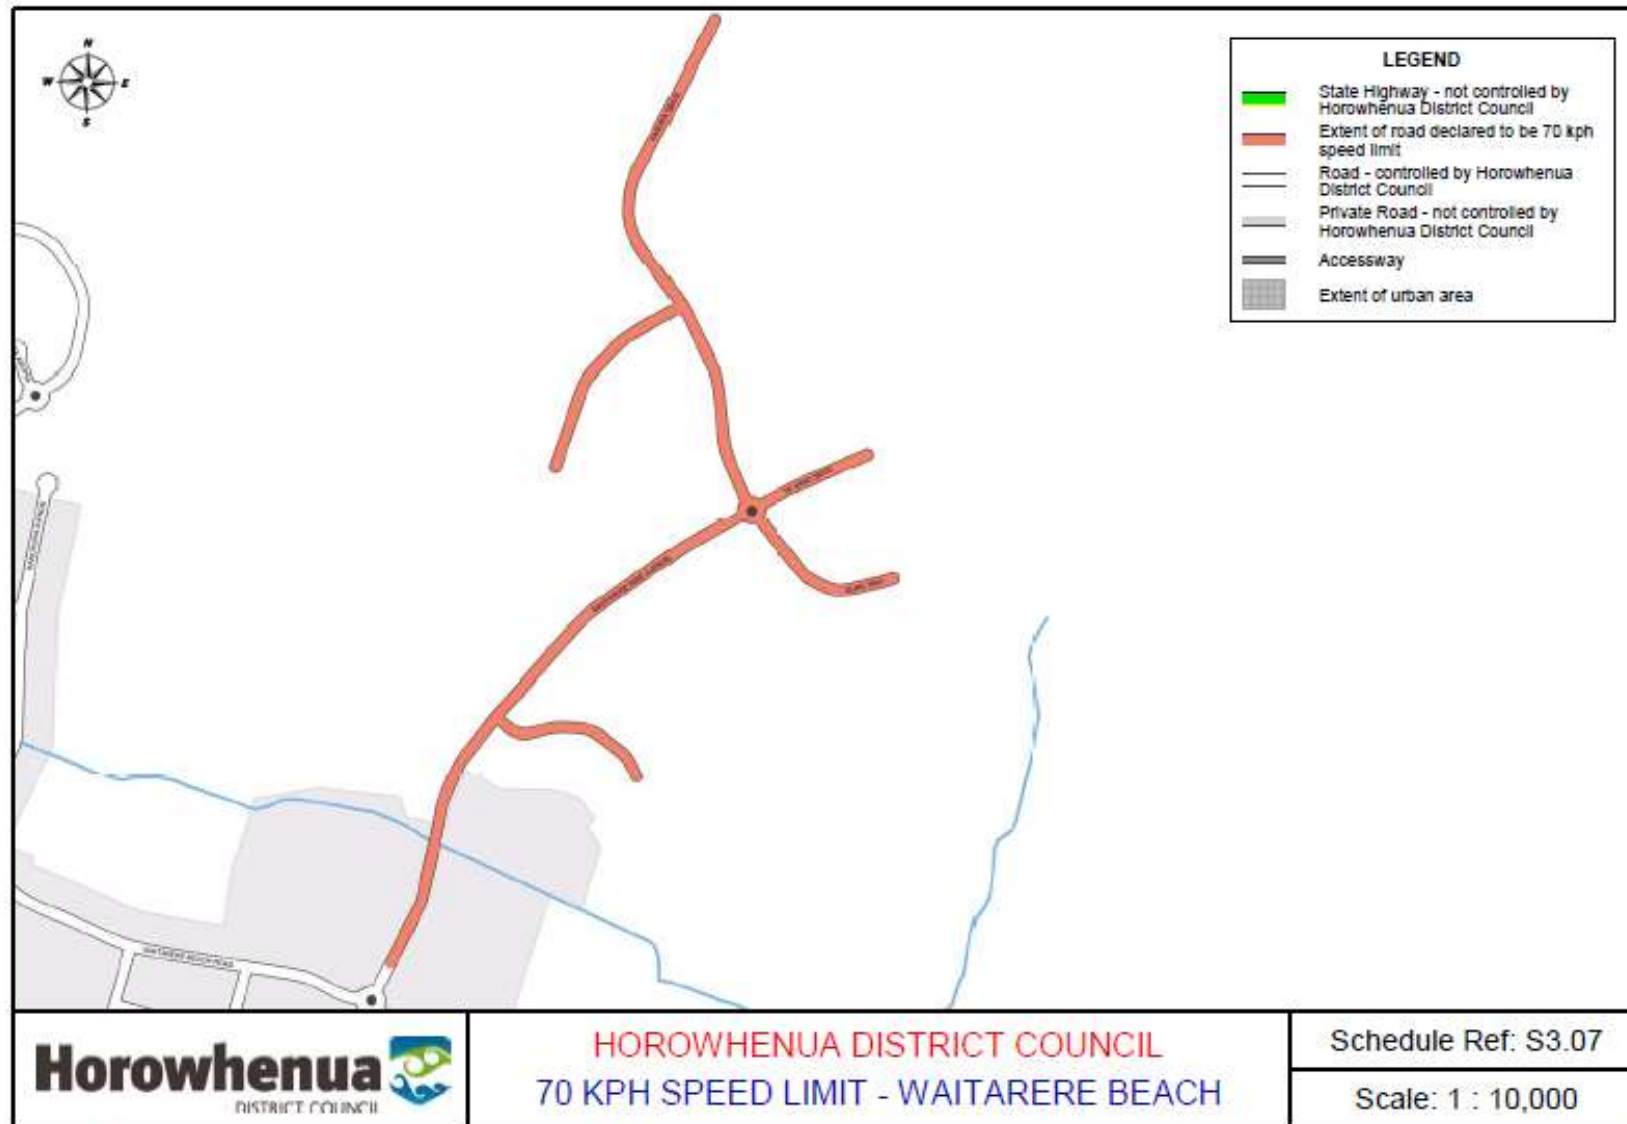 N
W E
S
LEGEND
State Highway - not controlled by
Horowhenua District Council
Extent of road declared to be 70 kph
speed limit
Road - controlled by Horowhenua
District Council
Private Road - not controlled by
Horowhenua District Council
Accessway
Extent of urban area
WAITARERE BEACH ROAD
Horowhenua
DISTRICT COUNCIL
HOROWHENUA DISTRICT COUNCIL
70 KPH SPEED LIMIT - WAITARERE BEACH
Schedule Ref: S3.07
Scale: 1 : 10,000